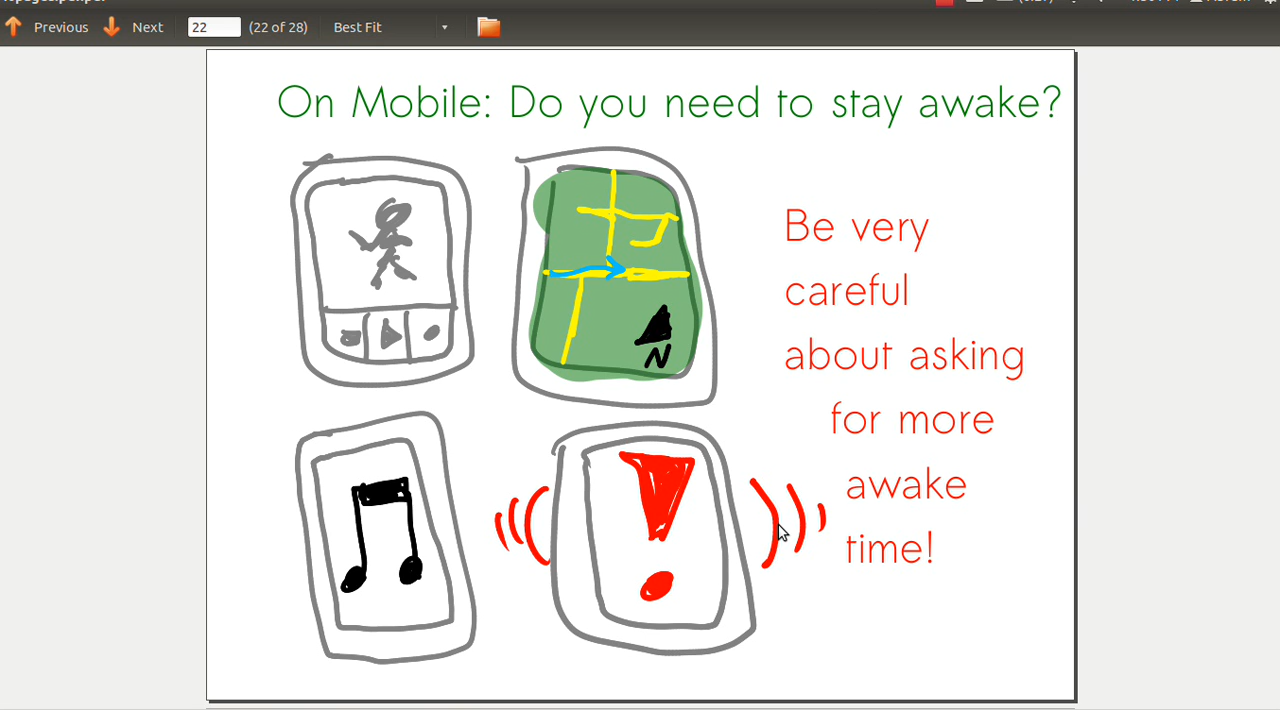 Previous
Next
22
(22 of 28)
Best Fit
On Mobile: Do you need to stay awake?
Be very
careful
about asking
for more
awake
time!
N